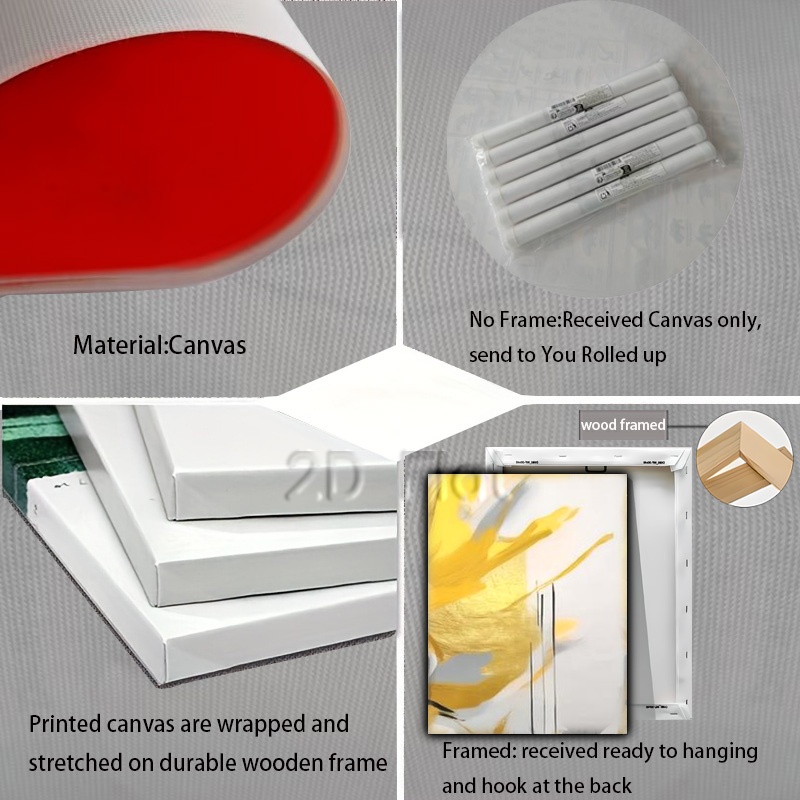 Material:Canvas
No Frame:Received Canvas only,
send to You Rolled up
2D Flat
wood framed
Printed canvas are wrapped and
stretched on durable wooden frame
Framed: received ready to hanging
and hook at the back